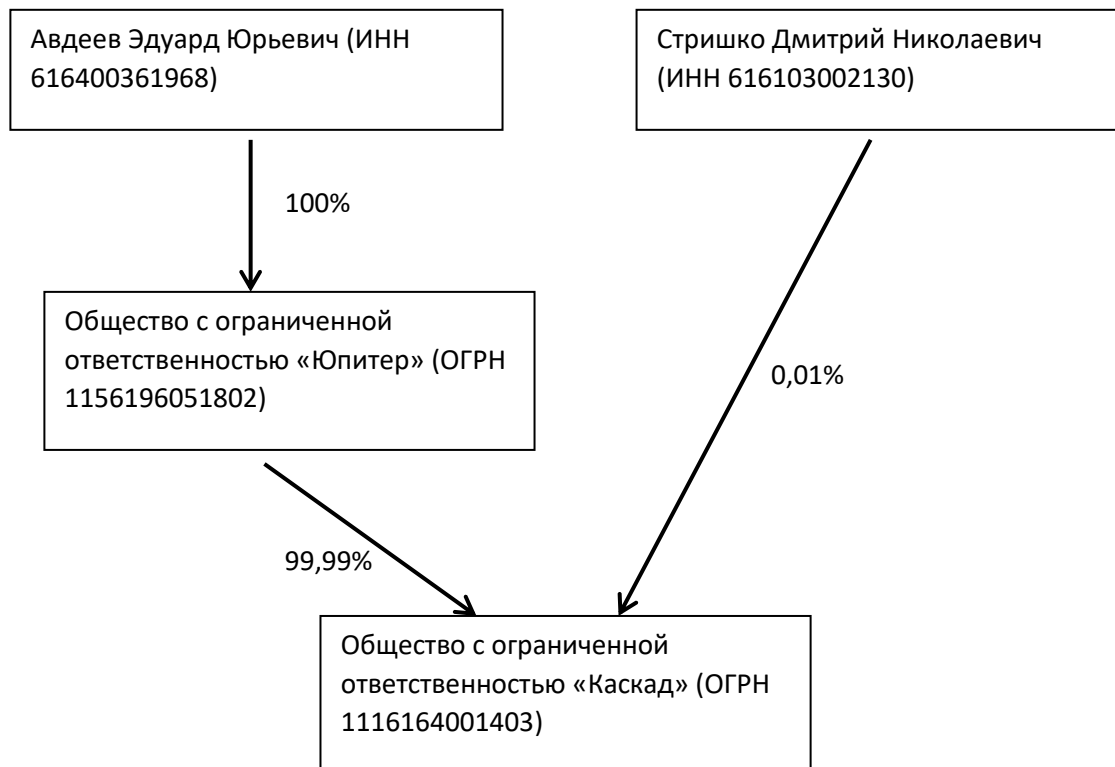 Авдеев Эдуард Юрьевич (ИНН
616400361968)
Стришко Дмитрий Николаевич
(ИНН 616103002130)
100%
Общество с ограниченной
ответственностью «Юпитер» (ОГРН
1156196051802)
0,01%
99,99%
Общество с ограниченной
ответственностью «Каскад» (ОГРН
1116164001403)